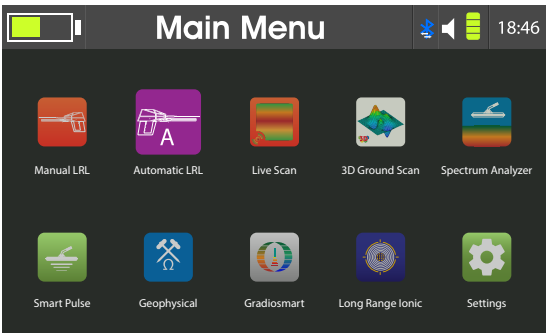 Main Menu
18:46
A
Manual LRL
Automatic LRL
Live Scan
3D Ground Scan
Spectrum Analyzer
Ω
Smart Pulse
Geophysical
Gradiosmart
Long Range Ionic
Settings